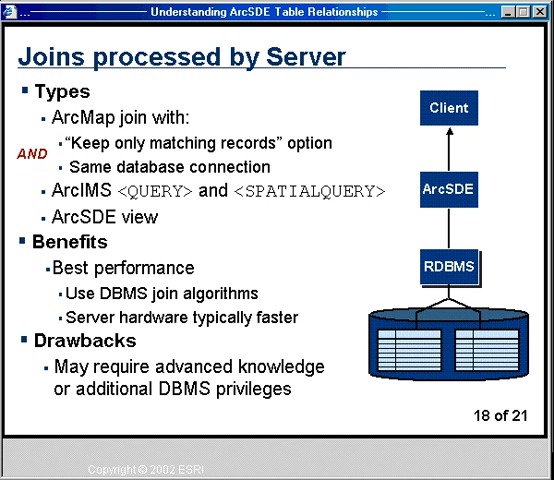 Understanding ArcSDE Table Relationships
Joins processed by Server
Types
ArcMap join with:
"Keep only matching records" option
AND
Same database connection
ArcIMS <QUERY> and <SPATIALQUERY>
ArcSDE view
Benefits
Best performance
Use DBMS join algorithms
Server hardware typically faster
Drawbacks
May require advanced knowledge
or additional DBMS privileges
Client
ArcSDE
RDBMS
18 of 21
Copyright © 2002 ESRI